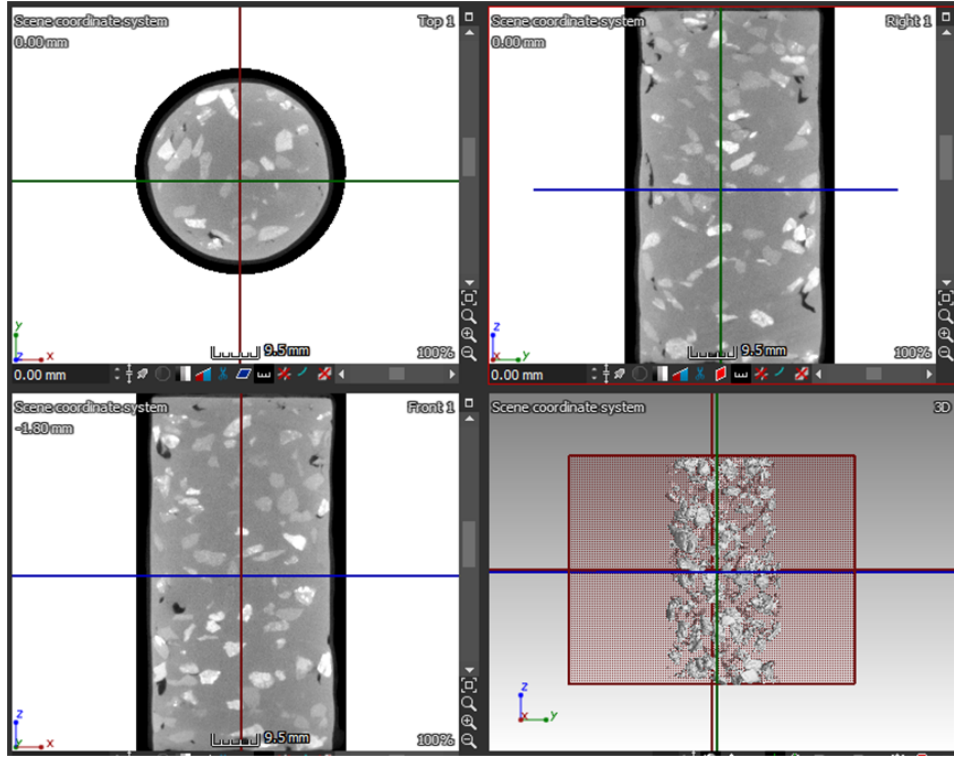 Scene coordinate system Top 1
0.00 mm
y
z x
9.5 mm 100%
0.00 mm
Scene coordinate system Right 1
0.00 mm
z
x y
9.5 mm 100%
0.00 mm
Scene coordinate system Front 1
-1.80 mm
z
y x
9.5 mm 100%
Scene coordinate system 3D
z
x y